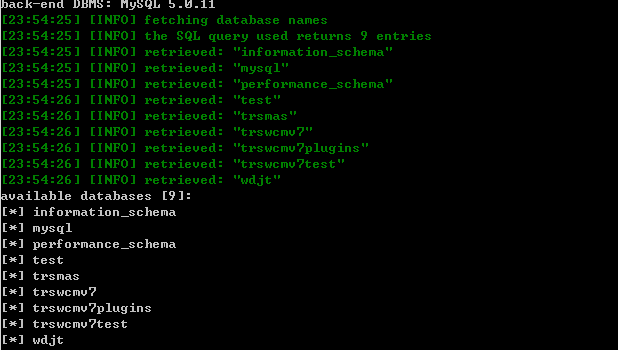 back-end DBMS: MySQL 5.0.11
[23:54:25] [INFO] fetching database names
[23:54:25] [INFO] the SQL query used returns 9 entries
[23:54:26] [INFO] retrieved: "information_schema"
[23:54:26] [INFO] retrieved: "mysql"
[23:54:26] [INFO] retrieved: "performance_schema"
[23:54:26] [INFO] retrieved: "test"
[23:54:26] [INFO] retrieved: "trsmas"
[23:54:26] [INFO] retrieved: "trswcmv7"
[23:54:26] [INFO] retrieved: "trswcmv7plugins"
[23:54:26] [INFO] retrieved: "trswcmv7test"
[23:54:26] [INFO] retrieved: "wdjt"
available databases [9]:
[*] information_schema
[*] mysql
[*] performance_schema
[*] test
[*] trsmas
[*] trswcmv7
[*] trswcmv7plugins
[*] trswcmv7test
[*] wdjt